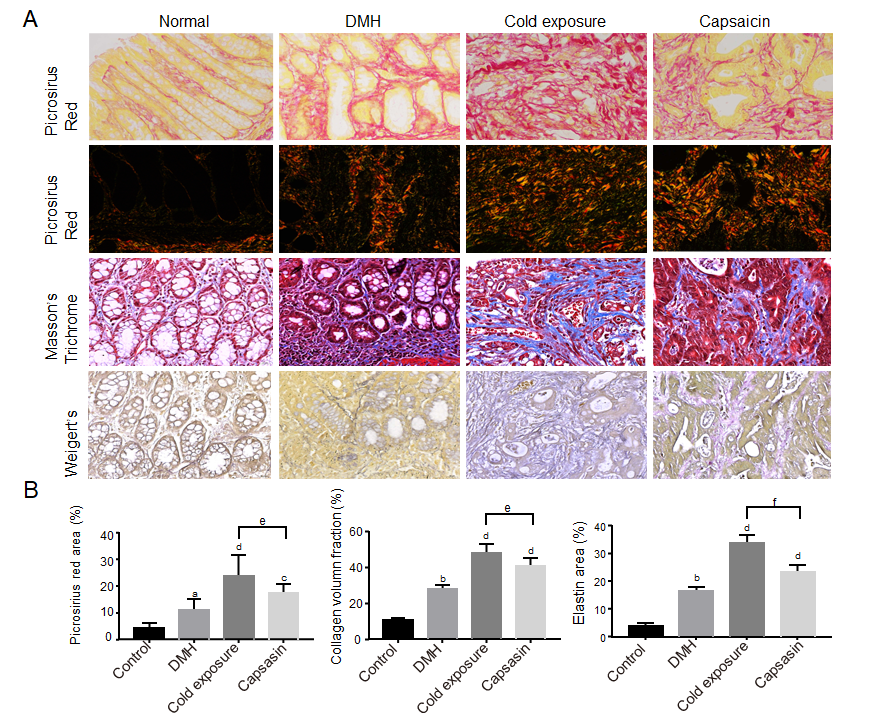 A
Normal
DMH
Cold exposure
Capsaicin
Picrosirus
Red
Picrosirus
Red
Masson's
Trichrome
Weigert's
B
Picrosirius red area (%)
40
30
20
10
0
a
d
c
e
Control
DMH
Cold exposure
Capsasin
Collagen volumn fraction (%)
60
40
20
0
b
d
d
e
Control
DMH
Cold exposure
Capsasin
Elastin area (%)
40
30
20
10
0
b
d
d
f
Control
DMH
Cold exposure
Capsasin